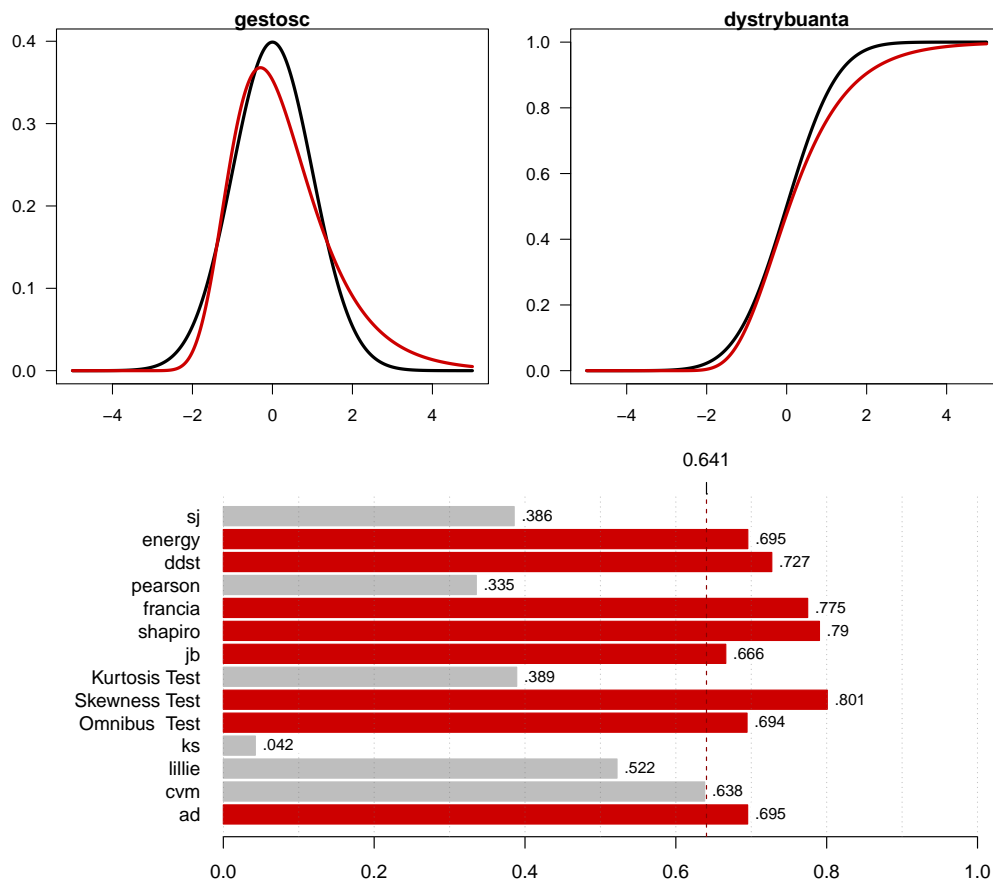 gestosc
0.4
0.3
0.2
0.1
0.0
−4 −2 0 2 4
dystrybuanta
1.0
0.8
0.6
0.4
0.2
0.0
−4 −2 0 2 4
0.641
sj .386
energy .695
ddst .727
pearson .335
francia .775
shapiro .79
jb .666
Kurtosis Test .389
Skewness Test .801
Omnibus  Test .694
ks .042
lillie .522
cvm .638
ad .695
0.0 0.2 0.4 0.6 0.8 1.0